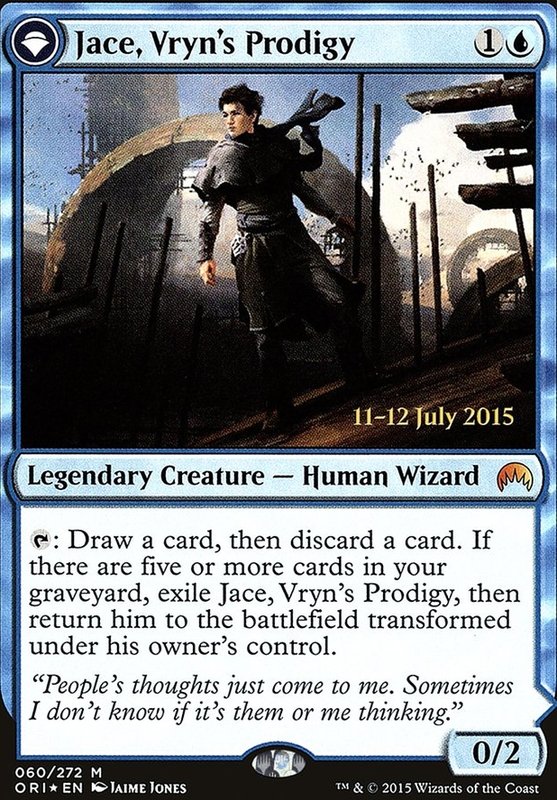 Jace, Vryn's Prodigy 1
11–12 July 2015
Legendary Creature — Human Wizard
: Draw a card, then discard a card. If
there are five or more cards in your
graveyard, exile Jace, Vryn's Prodigy, then
return him to the battlefield transformed
under his owner's control.
“People's thoughts just come to me. Sometimes
I don't know if it's them or me thinking.”
0/2
060/272 M
ORI★EN Jaime Jones
™ & © 2015 Wizards of the Coast